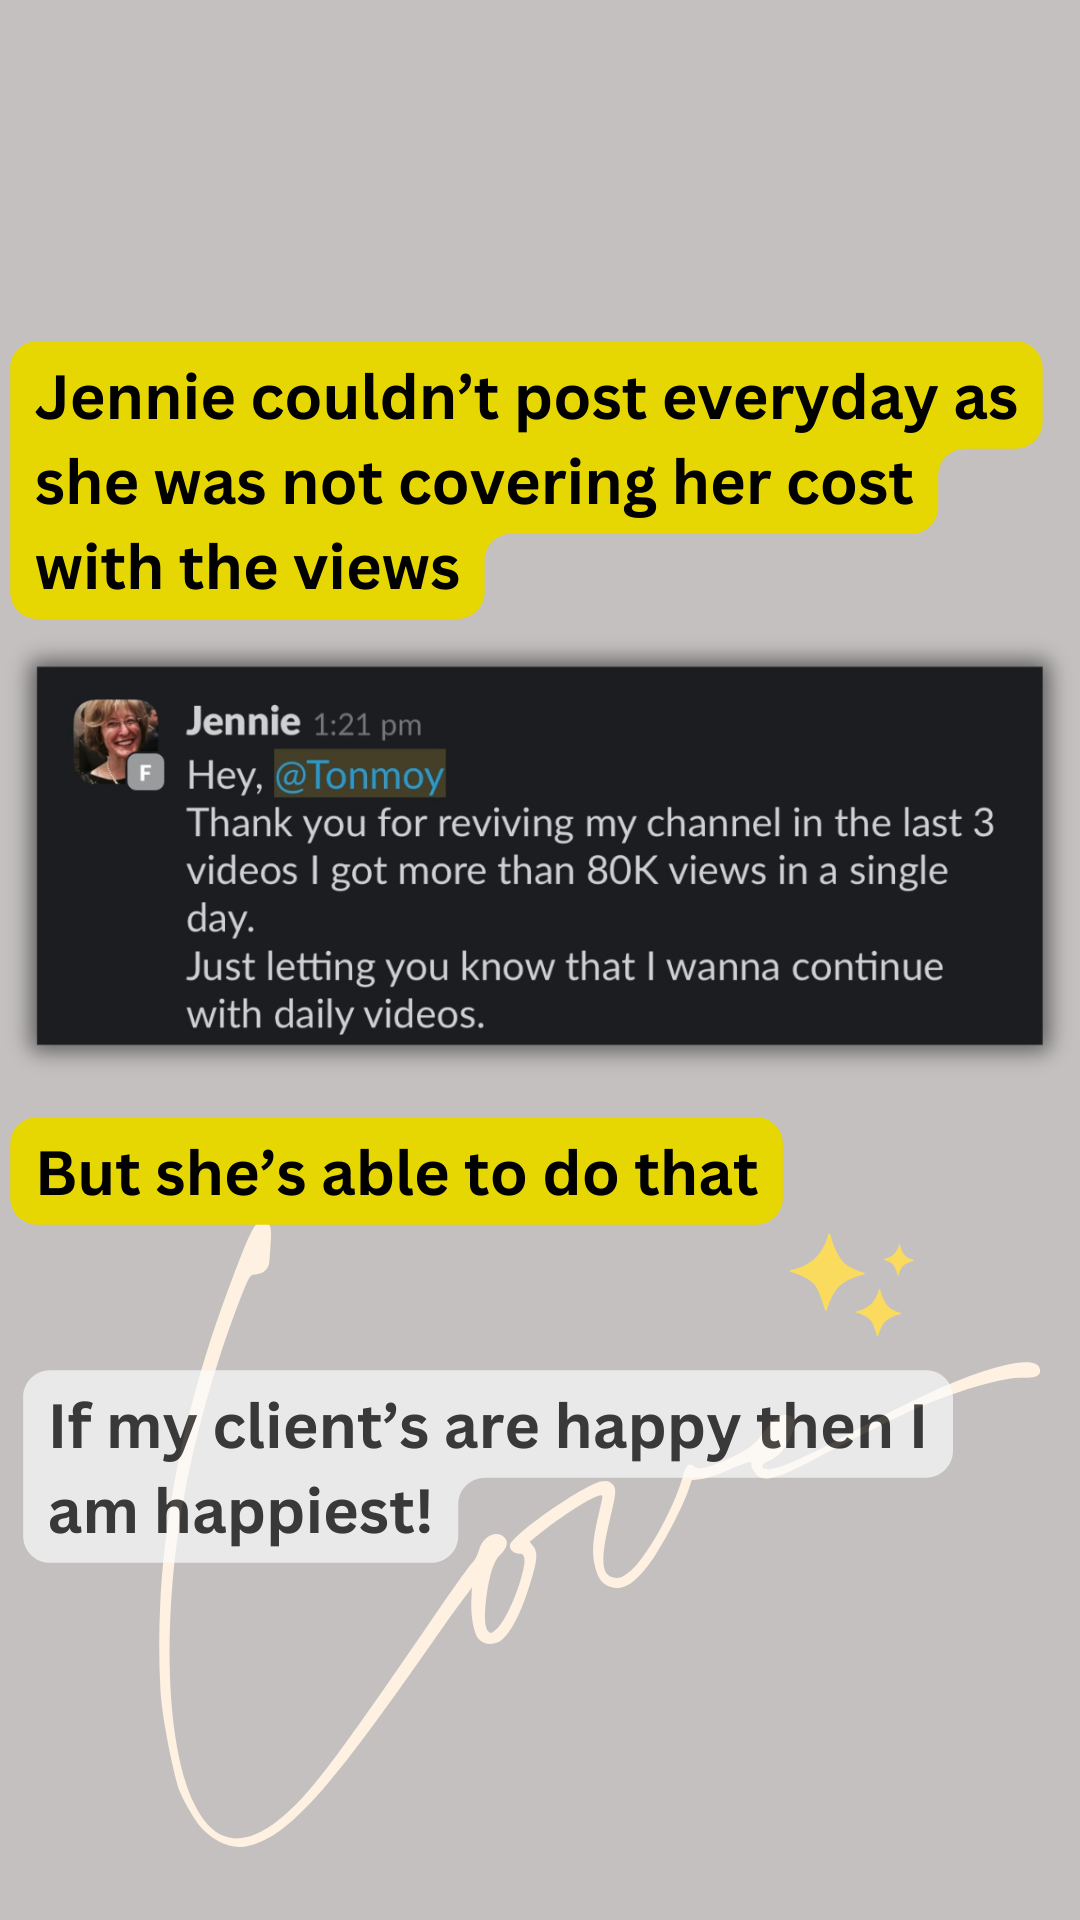 Jennie couldn’t post everyday as
she was not covering her cost
with the views
Jennie 1:21 pm
F
Hey, @Tonmoy
Thank you for reviving my channel in the last 3
videos I got more than 80K views in a single
day.
Just letting you know that I wanna continue
with daily videos.
But she’s able to do that
If my client’s are happy then I
am happiest!
Love